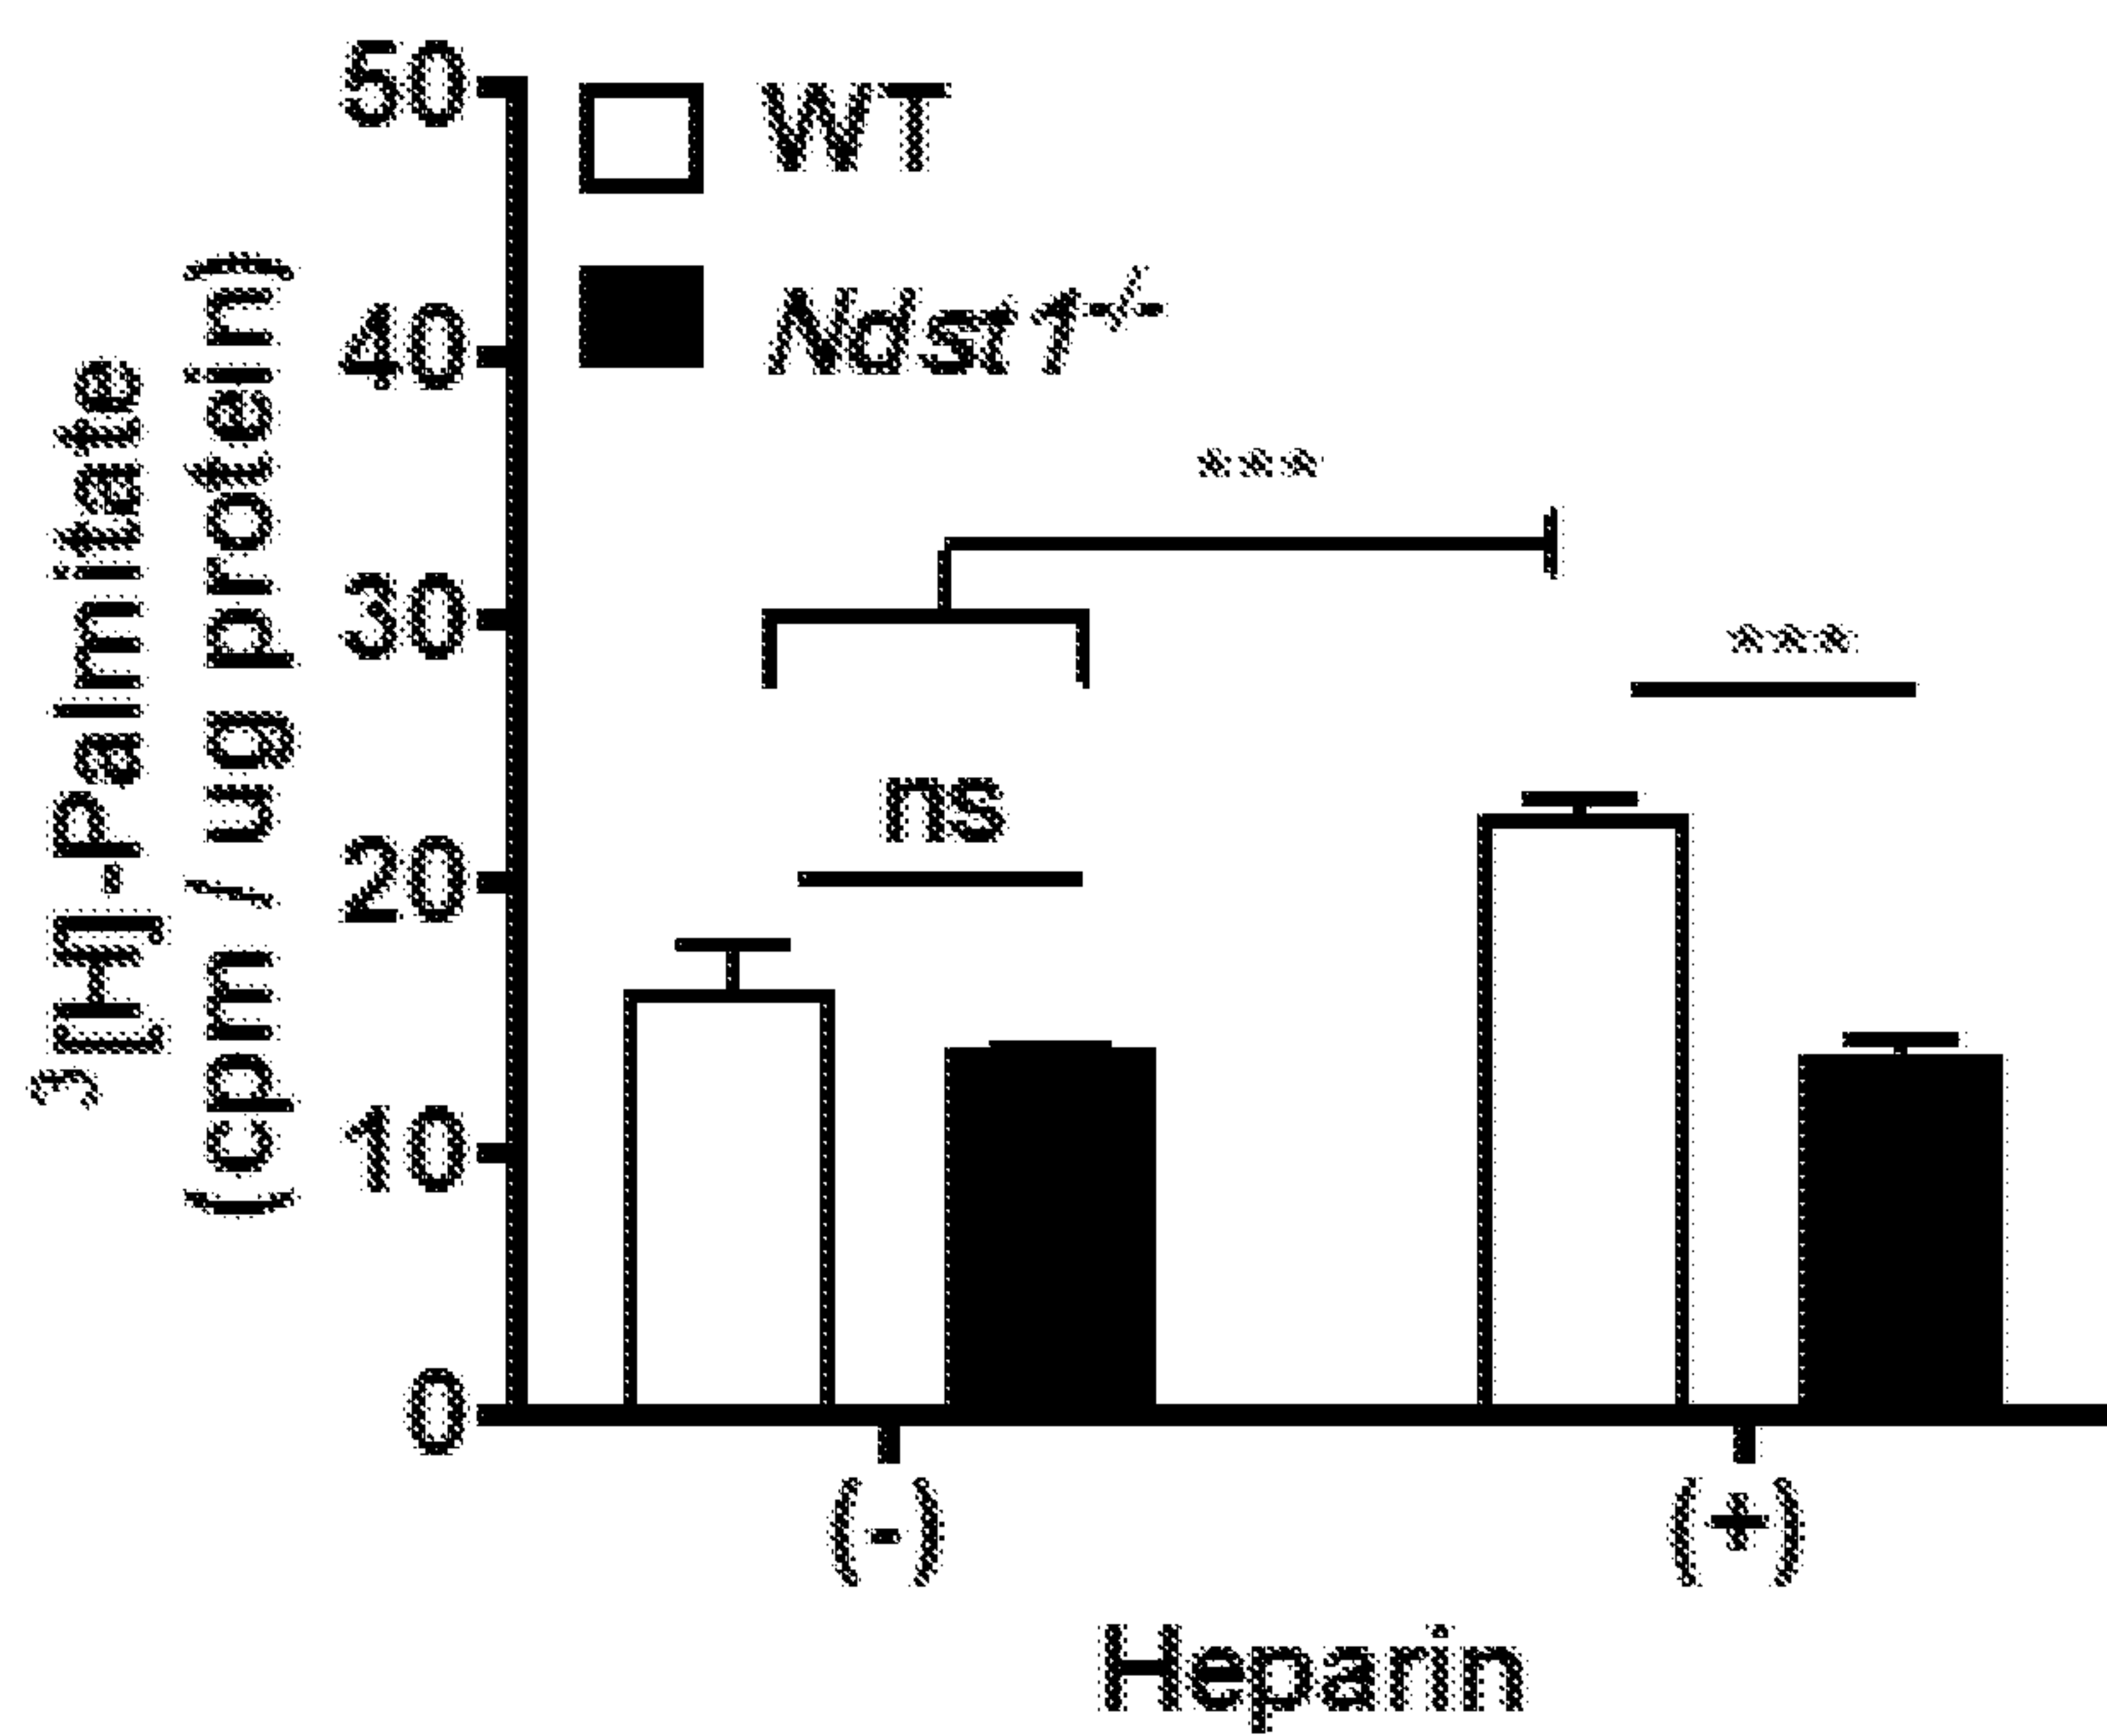 ³[H]-Palmitate
(cpm / ug protein)
50
40
30
20
10
0
WT
Ndst1-/-
***
***
ns
(-)
(+)
Heparin